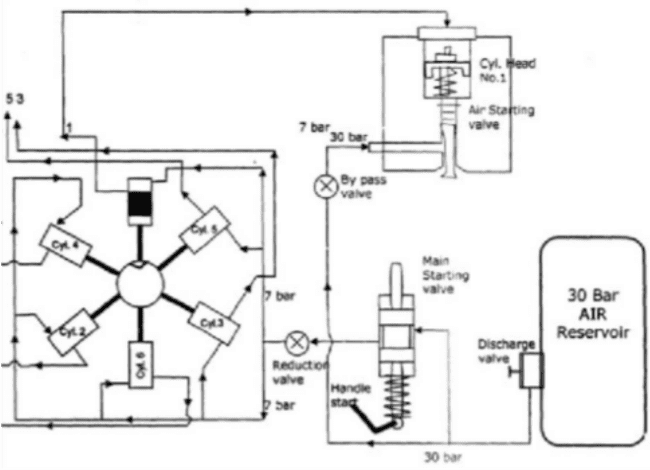 Cyl. Head
No.1
Air Starting
valve
5 3
1
7 bar
30 bar
By pass
valve
Cyl. 4
Cyl. 5
Cyl. 2
Cyl.3
Cyl. 6
7 bar
Main
Starting
valve
30 Bar
AIR
Reservoir
Discharge
valve
Reduction
valve
Handle
start
7 bar
30 bar